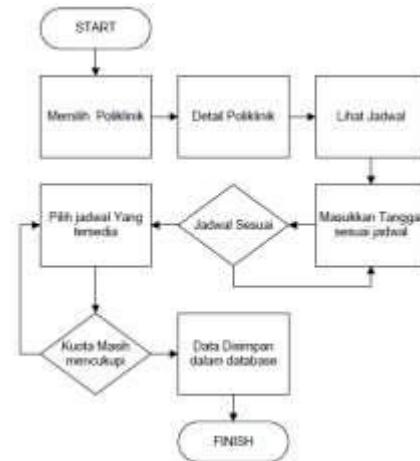 START
Memilih Poliklinik
Detail Poliklinik
Lihat Jadwal
Pilih jadwal Yang
tersedia
Jadwal Sesuai
Masukkan Tangga
sesuai jadwal
Kuota Masih
mencukupi
Data Disimpan
dalam database
FINISH